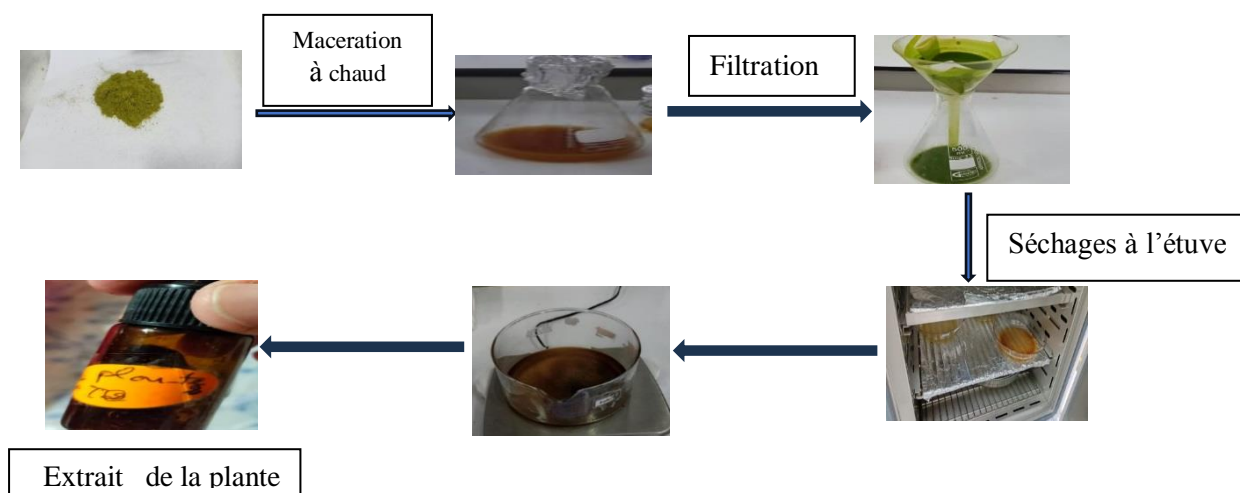 Maceration
à chaud
Filtration
Séchages à l’étuve
Extrait de la plante